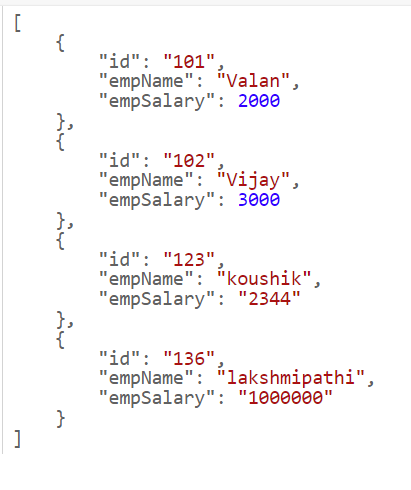 [
    {
        "id": "101",
        "empName": "Valan",
        "empSalary": 2000
    },
    {
        "id": "102",
        "empName": "Vijay",
        "empSalary": 3000
    },
    {
        "id": "123",
        "empName": "koushik",
        "empSalary": "2344"
    },
    {
        "id": "136",
        "empName": "lakshmipathi",
        "empSalary": "1000000"
    }
]